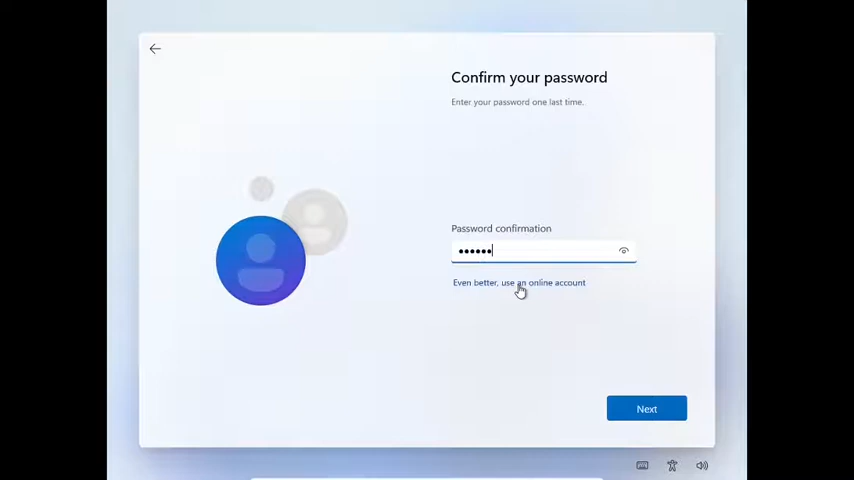 Confirm your password
Enter your password one last time.
Password confirmation
••••••
Even better, use an online account
Next